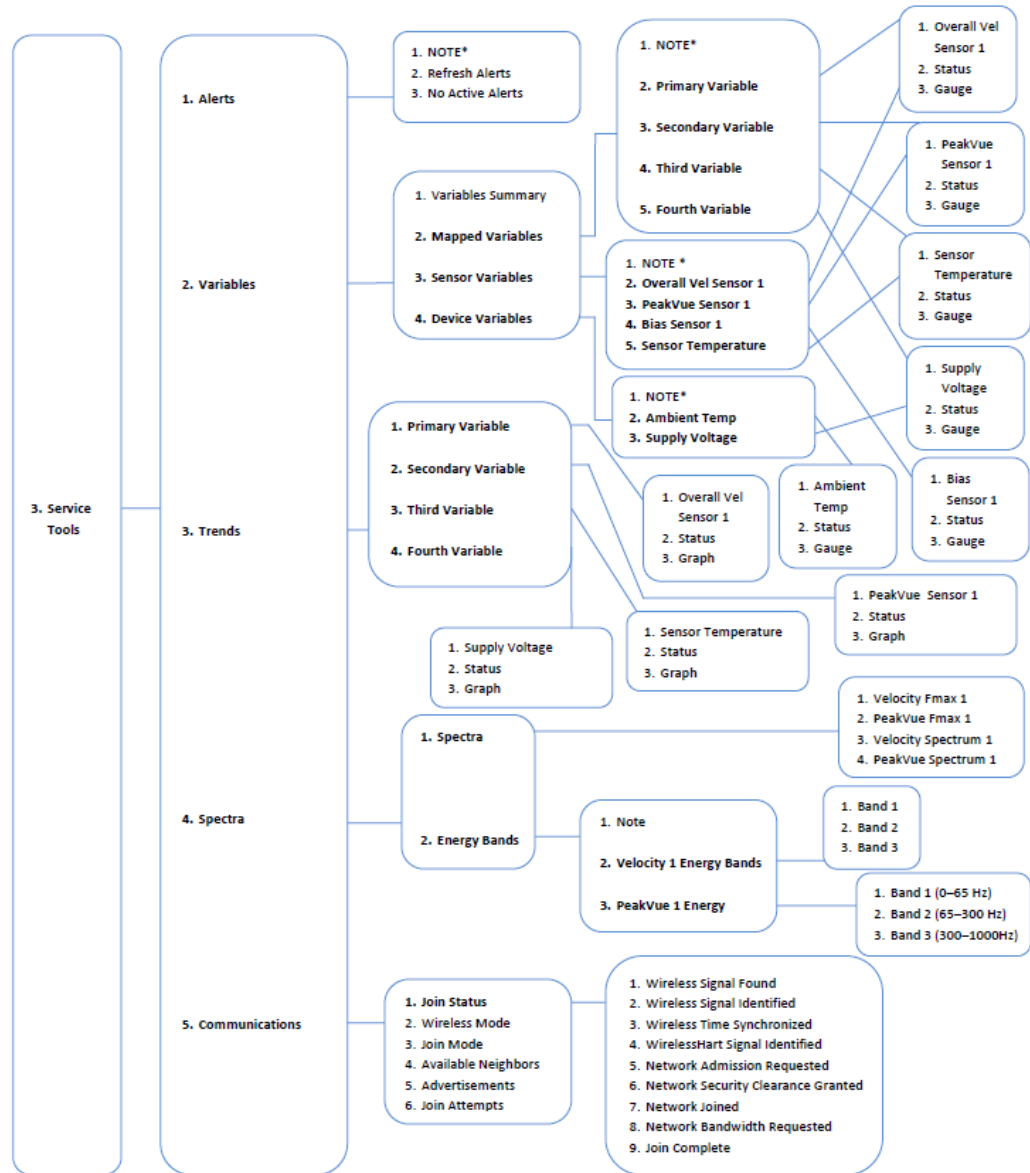 3. Service
Tools
1. Alerts
2. Variables
3. Trends
4. Spectra
5. Communications
1. NOTE*
2. Refresh Alerts
3. No Active Alerts
1. Variables Summary
2. Mapped Variables
3. Sensor Variables
4. Device Variables
1. NOTE*
2. Primary Variable
3. Secondary Variable
4. Third Variable
5. Fourth Variable
1. NOTE *
2. Overall Vel Sensor 1
3. PeakVue Sensor 1
4. Bias Sensor 1
5. Sensor Temperature
1. NOTE*
2. Ambient Temp
3. Supply Voltage
1. Overall Vel
Sensor 1
2. Status
3. Gauge
1. PeakVue
Sensor 1
2. Status
3. Gauge
1. Sensor
Temperature
2. Status
3. Gauge
1. Supply
Voltage
2. Status
3. Gauge
1. Bias
Sensor 1
2. Status
3. Gauge
1. Ambient
Temp
2. Status
3. Gauge
1. Primary Variable
2. Secondary Variable
3. Third Variable
4. Fourth Variable
1. Overall Vel
Sensor 1
2. Status
3. Graph
1. PeakVue  Sensor 1
2. Status
3. Graph
1. Sensor Temperature
2. Status
3. Graph
1. Supply Voltage
2. Status
3. Graph
1. Spectra
2. Energy Bands
1. Velocity Fmax 1
2. PeakVue Fmax 1
3. Velocity Spectrum 1
4. PeakVue Spectrum 1
1. Note
2. Velocity 1 Energy Bands
3. PeakVue 1 Energy
1. Band 1
2. Band 2
3. Band 3
1. Band 1 (0–65 Hz)
2. Band 2 (65–300 Hz)
3. Band 3 (300–1000Hz)
1. Join Status
2. Wireless Mode
3. Join Mode
4. Available Neighbors
5. Advertisements
6. Join Attempts
1. Wireless Signal Found
2. Wireless Signal Identified
3. Wireless Time Synchronized
4. WirelessHart Signal Identified
5. Network Admission Requested
6. Network Security Clearance Granted
7. Network Joined
8. Network Bandwidth Requested
9. Join Complete